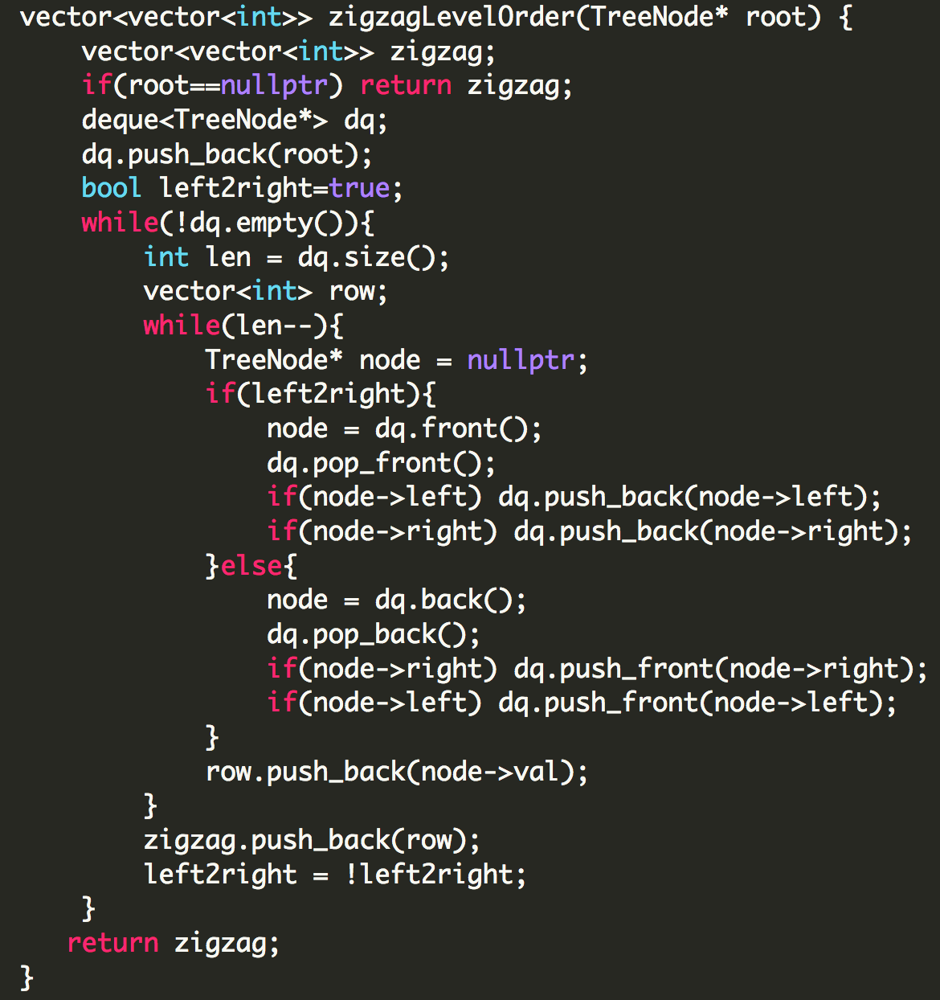 vector<vector<int>> zigzagLevelOrder(TreeNode* root) {
    vector<vector<int>> zigzag;
    if(root==nullptr) return zigzag;
    deque<TreeNode*> dq;
    dq.push_back(root);
    bool left2right=true;
    while(!dq.empty()){
        int len = dq.size();
        vector<int> row;
        while(len--){
            TreeNode* node = nullptr;
            if(left2right){
                node = dq.front();
                dq.pop_front();
                if(node->left) dq.push_back(node->left);
                if(node->right) dq.push_back(node->right);
            }else{
                node = dq.back();
                dq.pop_back();
                if(node->right) dq.push_front(node->right);
                if(node->left) dq.push_front(node->left);
            }
            row.push_back(node->val);
        }
        zigzag.push_back(row);
        left2right = !left2right;
    }
   return zigzag;
}